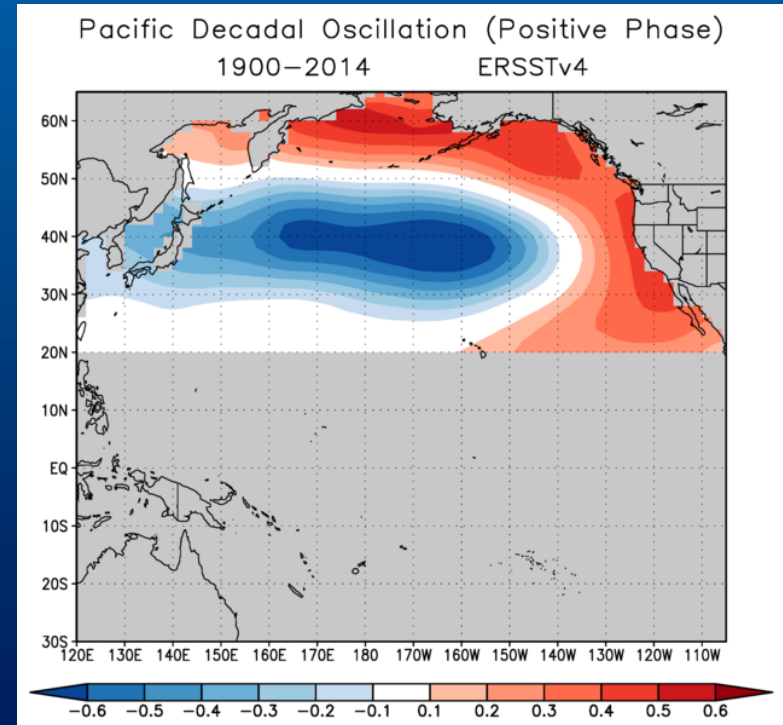 Pacific Decadal Oscillation (Positive Phase)
1900−2014 ERSSTv4
60N
50N
40N
30N
20N
10N
EQ
10S
20S
30S
120E 130E 140E 150E 160E 170E 180 170W 160W 150W 140W 130W 120W 110W
−0.6 −0.5 −0.4 −0.3 −0.2 −0.1 0.1 0.2 0.3 0.4 0.5 0.6